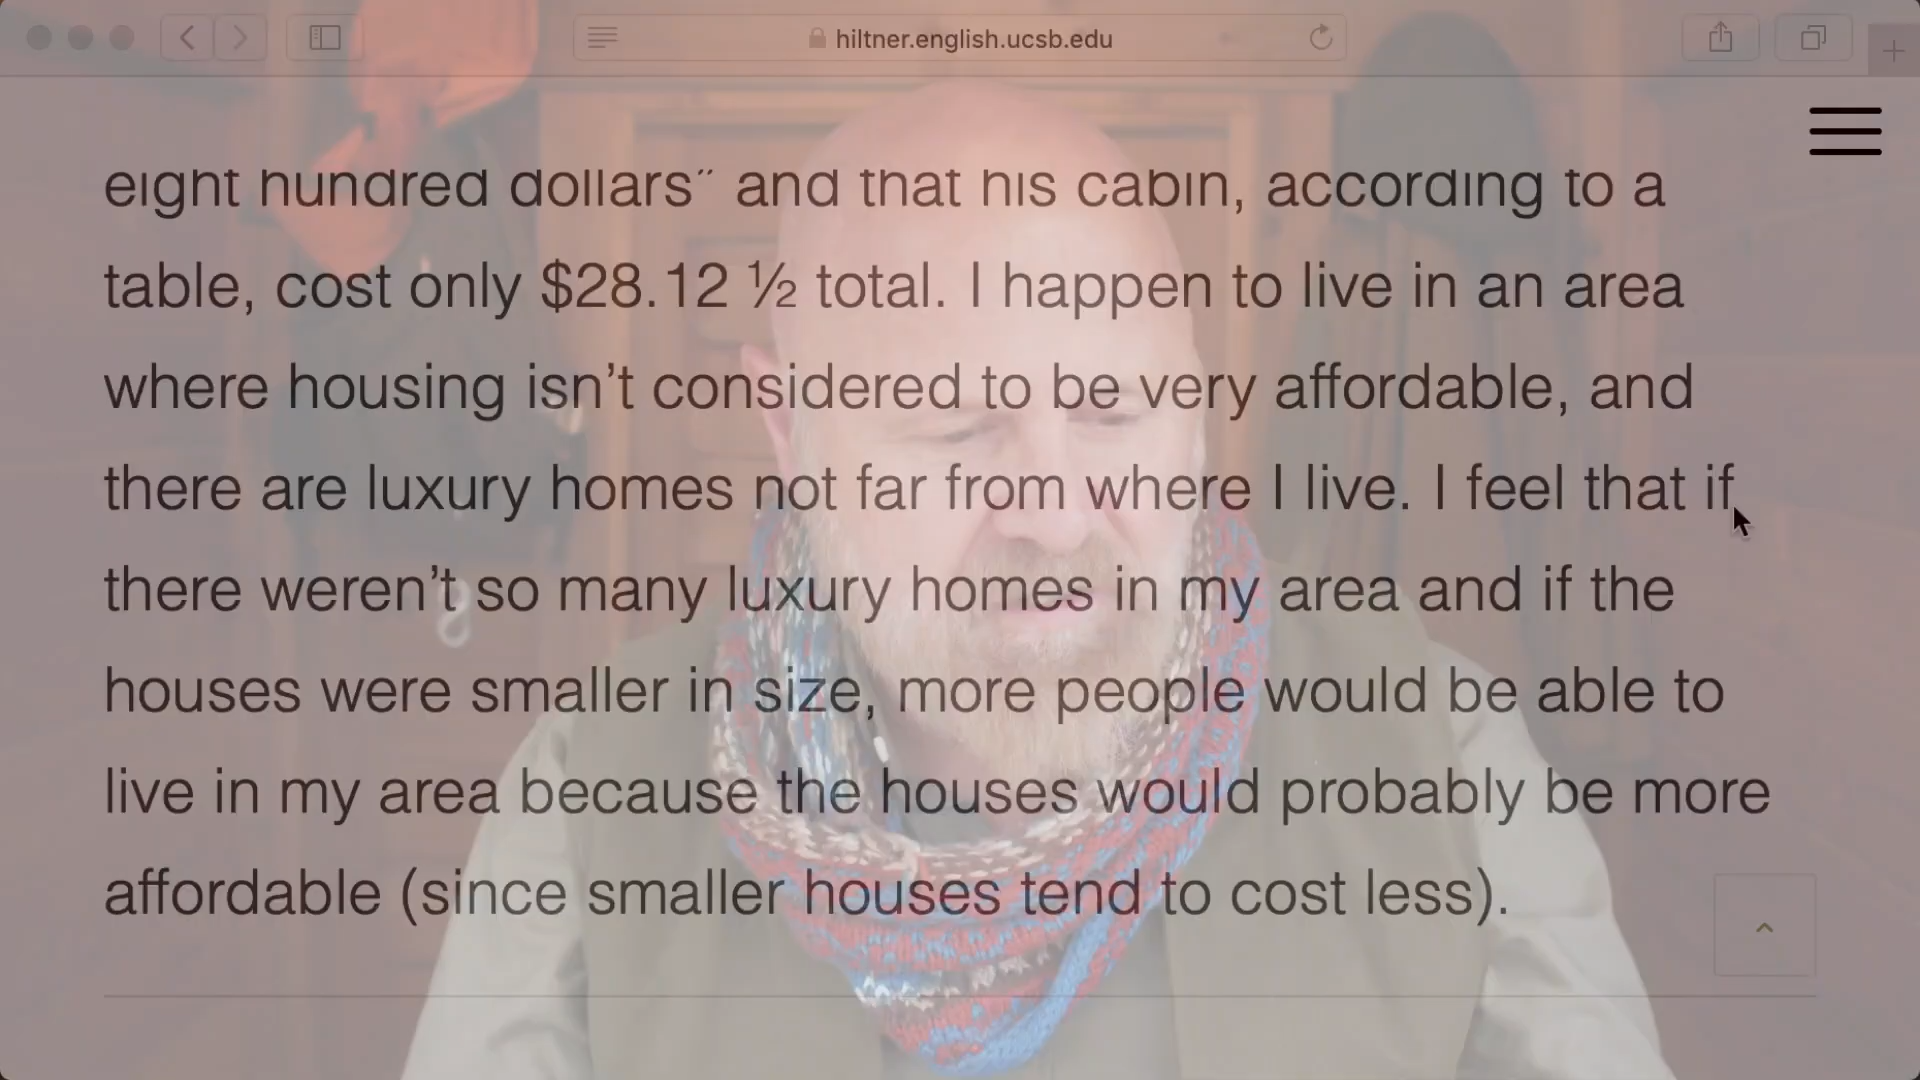 hiltner.english.ucsb.edu
eight hundred dollars” and that his cabin, according to a
table, cost only $28.12 ½ total. I happen to live in an area
where housing isn’t considered to be very affordable, and
there are luxury homes not far from where I live. I feel that if
there weren’t so many luxury homes in my area and if the
houses were smaller in size, more people would be able to
live in my area because the houses would probably be more
affordable (since smaller houses tend to cost less).